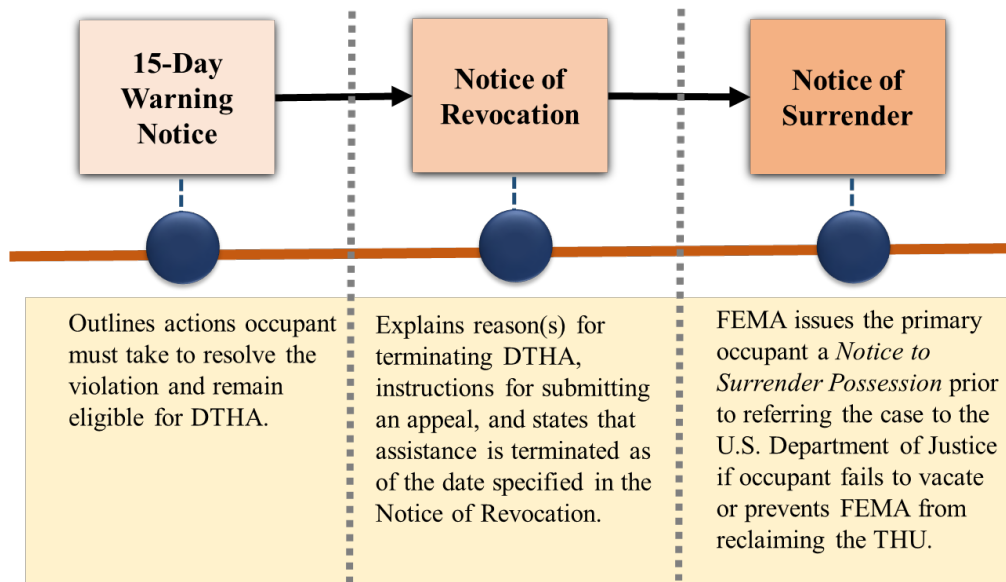 15-Day
Warning
Notice
Notice of
Revocation
Notice of
Surrender
Outlines actions occupant
must take to resolve the
violation and remain
eligible for DTHA.
Explains reason(s) for
terminating DTHA,
instructions for submitting
an appeal, and states that
assistance is terminated as
of the date specified in the
Notice of Revocation.
FEMA issues the primary
occupant a Notice to
Surrender Possession prior
to referring the case to the
U.S. Department of Justice
if occupant fails to vacate
or prevents FEMA from
reclaiming the THU.